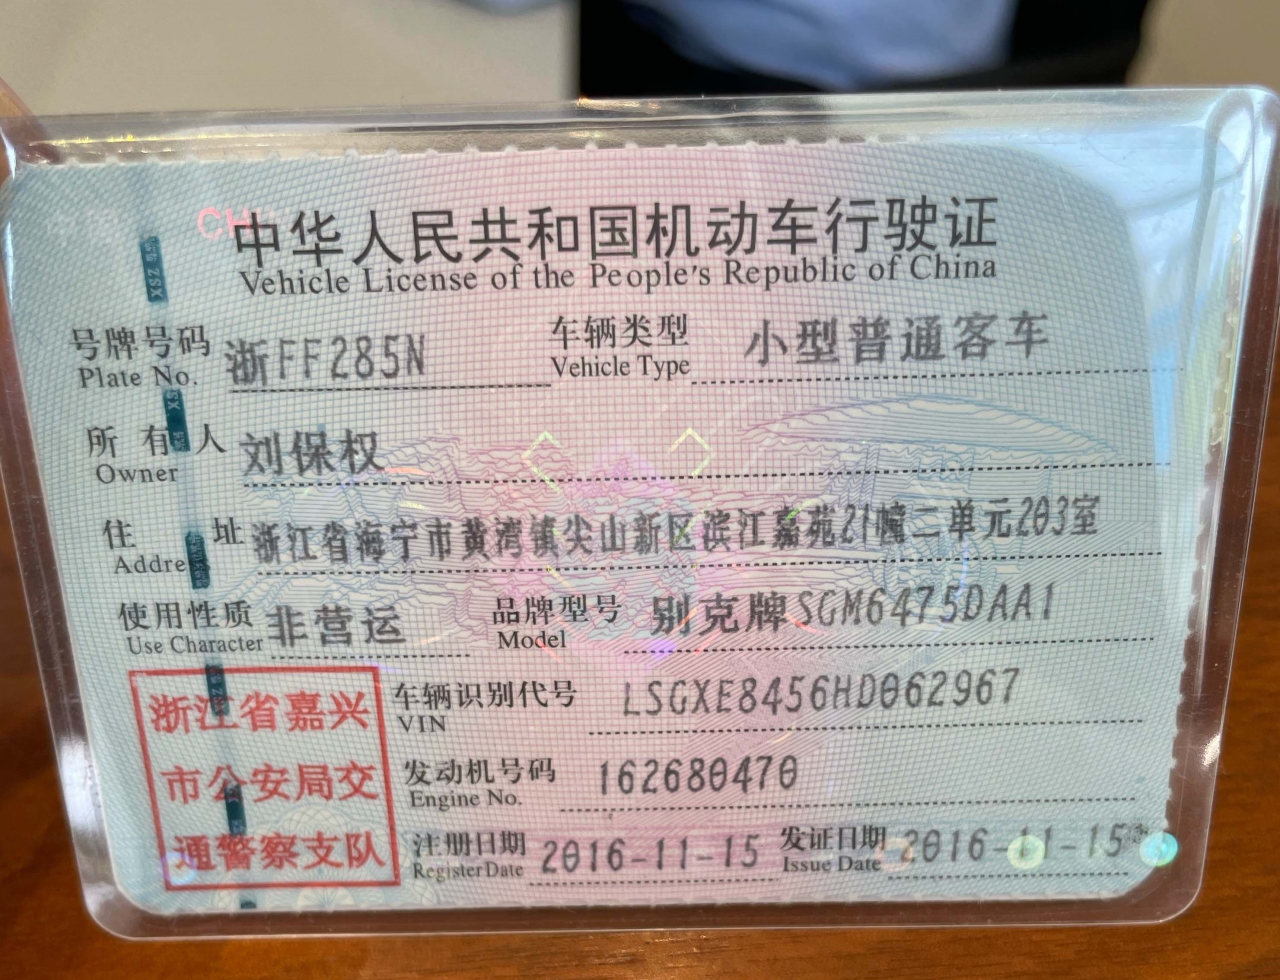 中华人民共和国机动车行驶证
Vehicle License of the People's Republic of China
号牌号码 浙FF285N 车辆类型 小型普通客车
Plate No. Vehicle Type
所有人 刘保权
Owner
住址 浙江省海宁市黄湾镇尖山新区滨江嘉苑21幢二单元203室
Addre
使用性质 非营运 品牌型号 别克牌SGM6475DAA1
Use Character Model
浙江省嘉兴
市公安局交
通警察支队
车辆识别代号 LSGXE8456HD062967
VIN
发动机号码 162680470
Engine No.
注册日期 2016-11-15 发证日期 2016-11-15
Register Date Issue Date